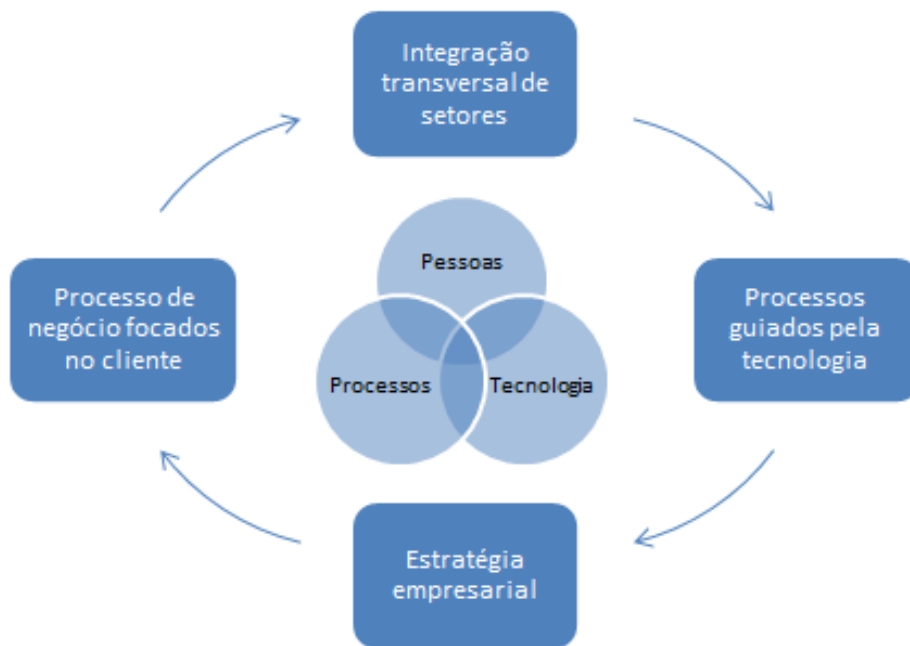 Integração
transversal de
setores
Pessoas
Processo de
negócio focados
no cliente
Processos
guiados pela
tecnologia
Processos
Tecnologia
Estratégia
empresarial